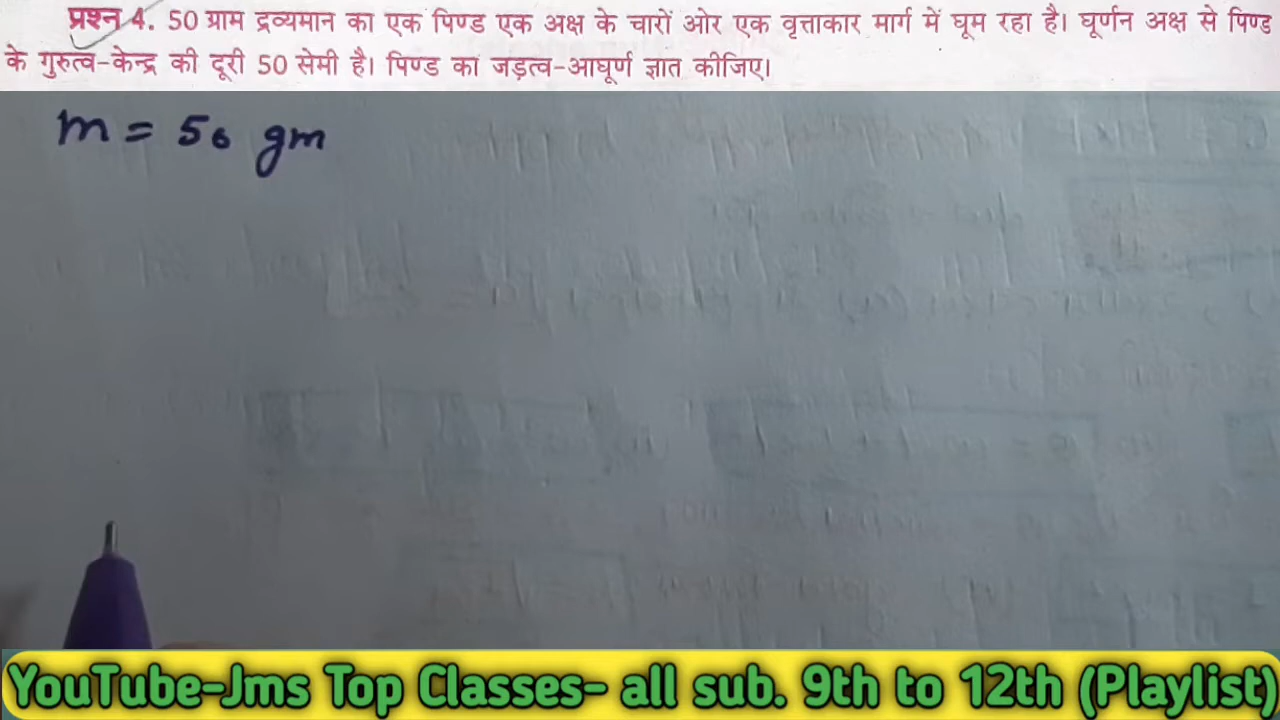 प्रश्न 4. 50 ग्राम द्रव्यमान का एक पिण्ड एक अक्ष के चारों ओर एक वृत्ताकार मार्ग में घूम रहा है। घूर्णन अक्ष से पिण्ड
के गुरुत्व-केन्द्र की दूरी 50 सेमी है। पिण्ड का जड़त्व-आघूर्ण ज्ञात कीजिए।
m = 50 gm
YouTube-Jms Top Classes- all sub. 9th to 12th (Playlist)